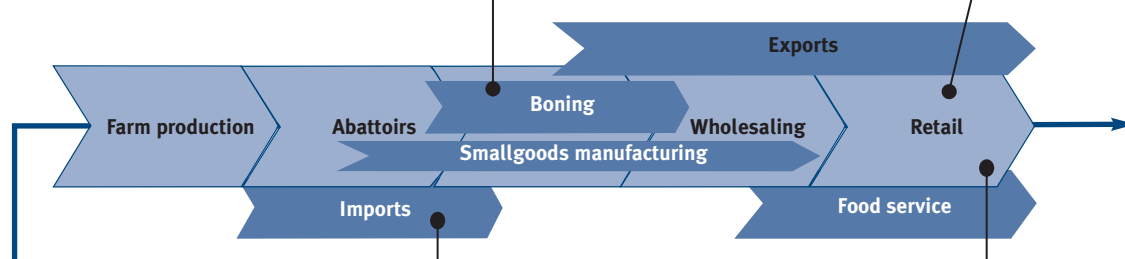 Exports
Boning
Farm production
Abattoirs
Wholesaling
Retail
Smallgoods manufacturing
Imports
Food service